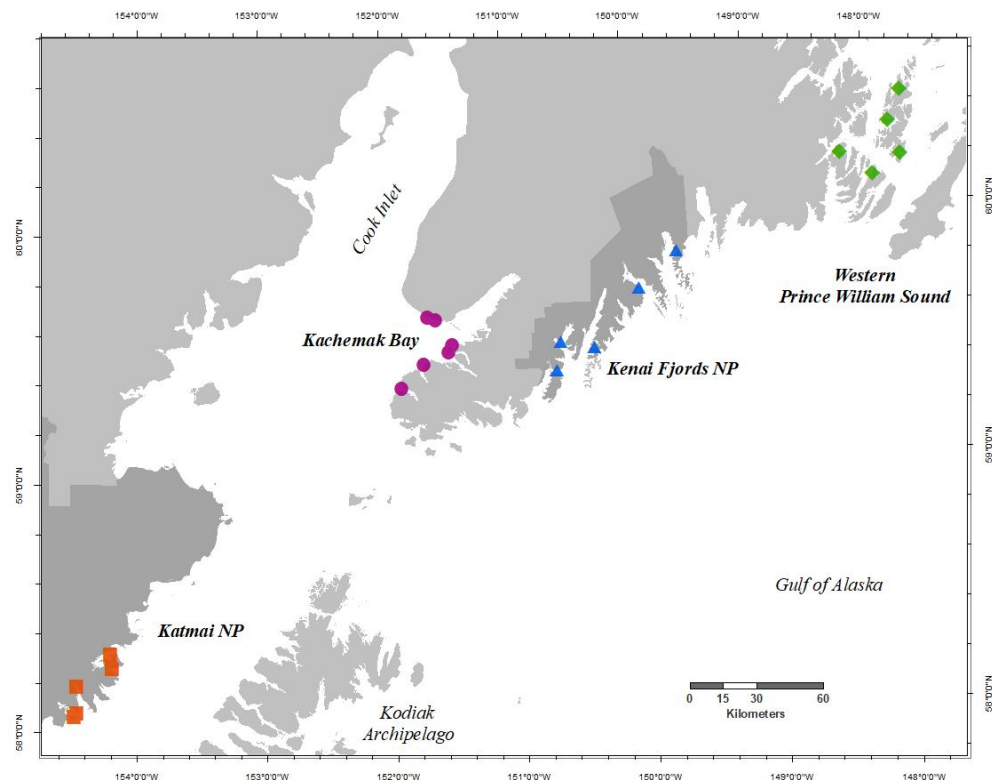 154°0'0"W 153°0'0"W 152°0'0"W 151°0'0"W 150°0'0"W 149°0'0"W 148°0'0"W
60°0'0"N
60°0'0"N
Cook Inlet
Western
Prince William Sound
Kachemak Bay
Kenai Fjords NP
59°0'0"N
59°0'0"N
Gulf of Alaska
Katmai NP
0 15 30 60
Kilometers
58°0'0"N
Kodiak
Archipelago
58°0'0"N
154°0'0"W 153°0'0"W 152°0'0"W 151°0'0"W 150°0'0"W 149°0'0"W 148°0'0"W